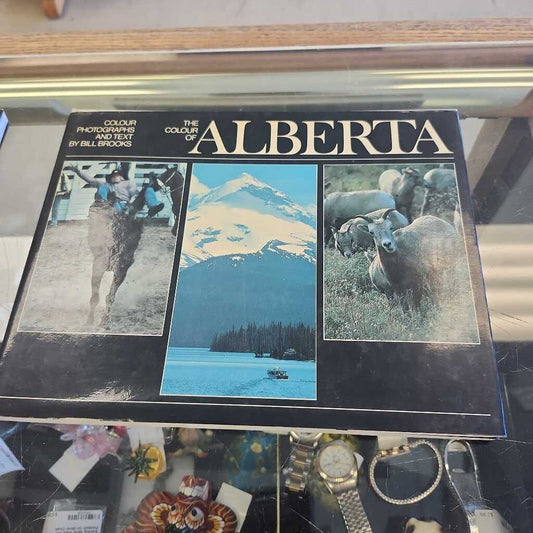 COLOUR
PHOTOGRAPHS
AND TEXT
BY BILL BROOKS
THE
COLOUR
OF
ALBERTA